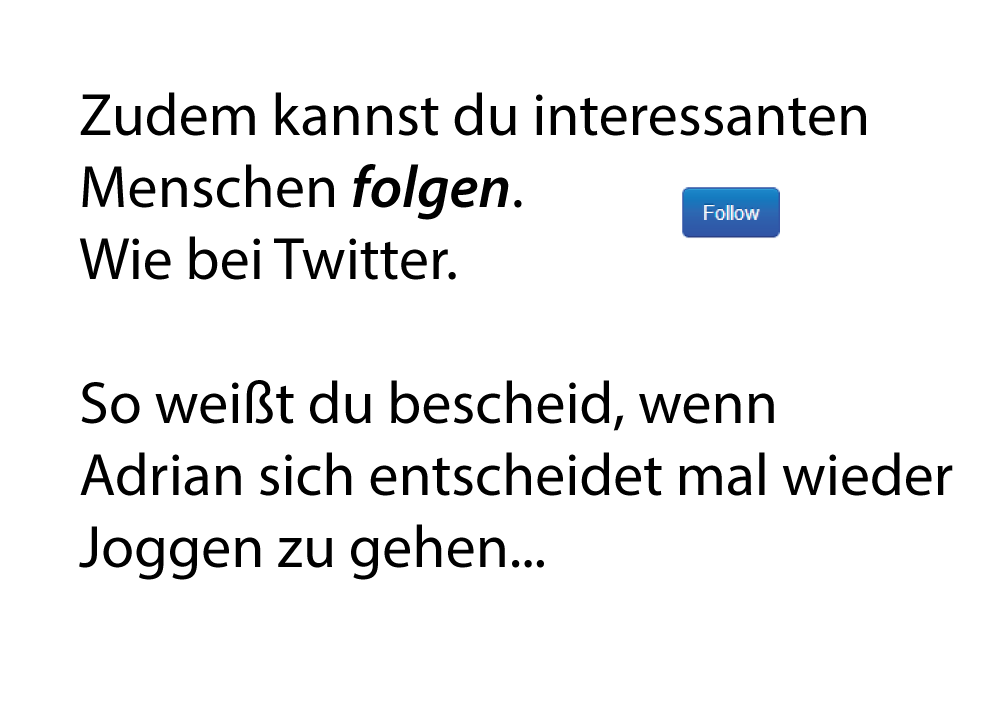 Zudem kannst du interessanten
Menschen folgen.
Follow
Wie bei Twitter.
So weißt du bescheid, wenn
Adrian sich entscheidet mal wieder
Joggen zu gehen...